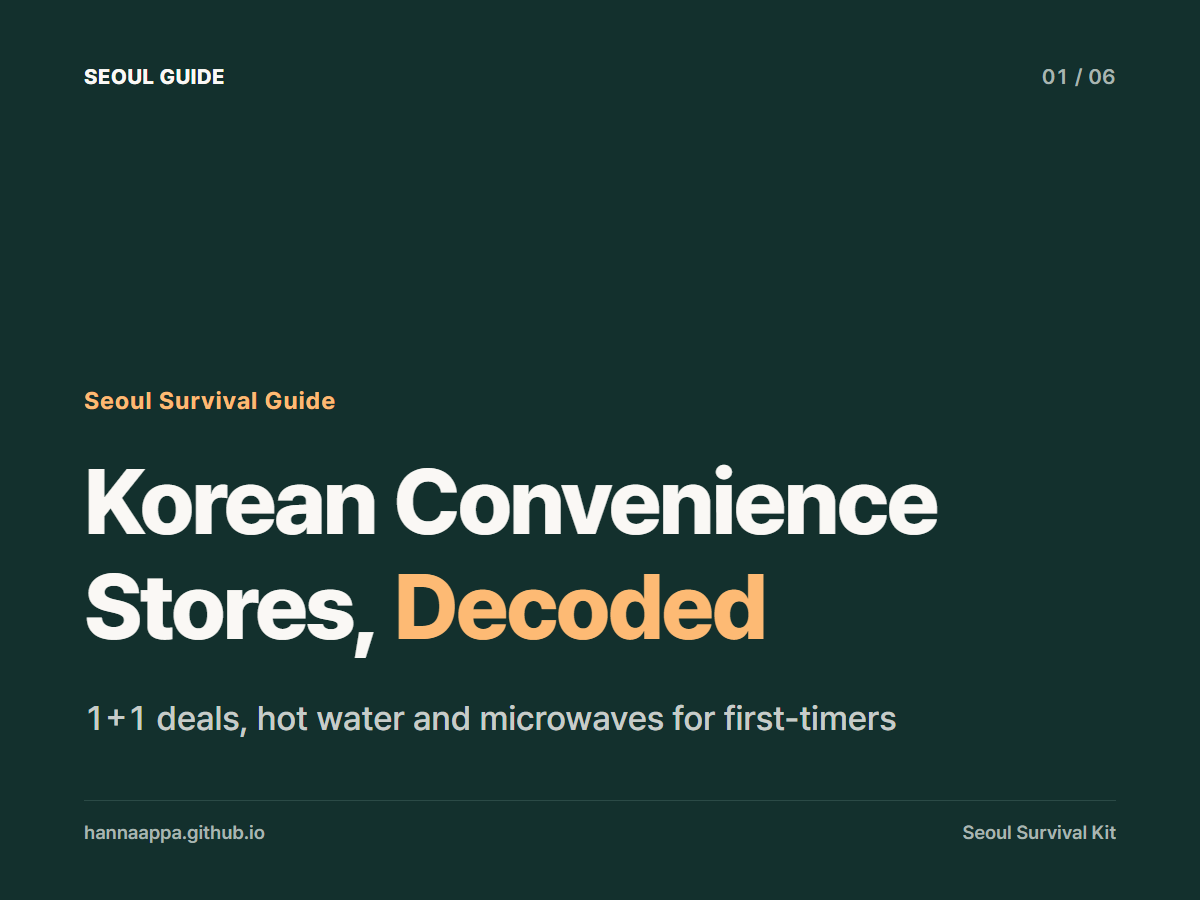 SEOUL GUIDE
01 / 06
Seoul Survival Guide
Korean Convenience
Stores, Decoded
1+1 deals, hot water and microwaves for first-timers
hannaappa.github.io
Seoul Survival Kit